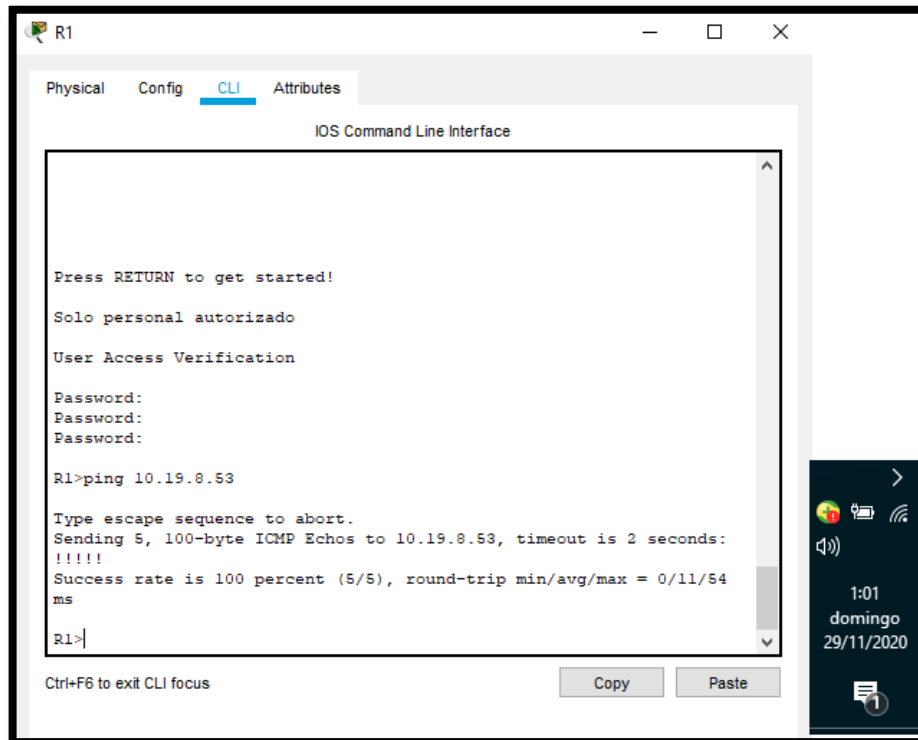 R1
Physical Config CLI Attributes
IOS Command Line Interface
Press RETURN to get started!
Solo personal autorizado
User Access Verification
Password:
Password:
Password:
R1>ping 10.19.8.53
Type escape sequence to abort.
Sending 5, 100-byte ICMP Echos to 10.19.8.53, timeout is 2 seconds:
!!!!!
Success rate is 100 percent (5/5), round-trip min/avg/max = 0/11/54
ms
R1>
Ctrl+F6 to exit CLI focus
Copy Paste
1:01
domingo
29/11/2020
1